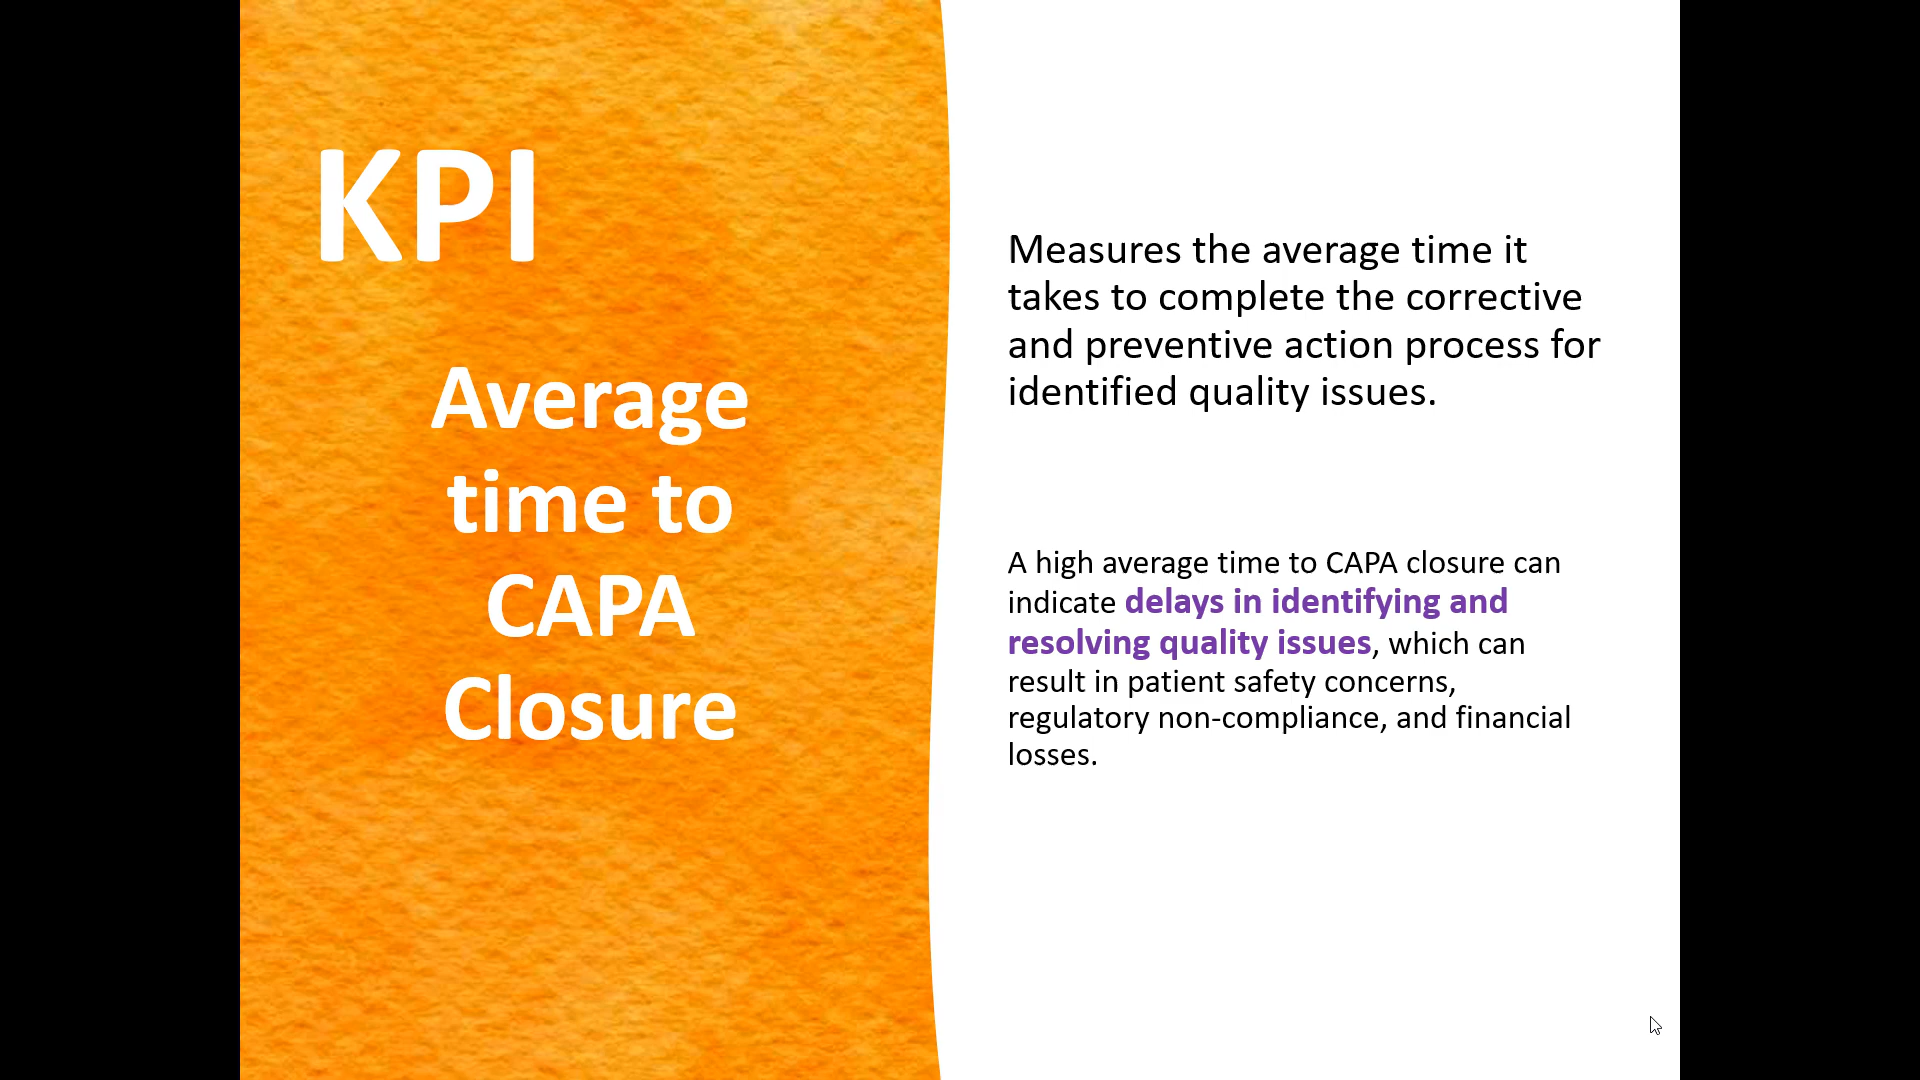 KPI
Average
time to
CAPA
Closure
Measures the average time it
takes to complete the corrective
and preventive action process for
identified quality issues.
A high average time to CAPA closure can
indicate delays in identifying and
resolving quality issues, which can
result in patient safety concerns,
regulatory non-compliance, and financial
losses.